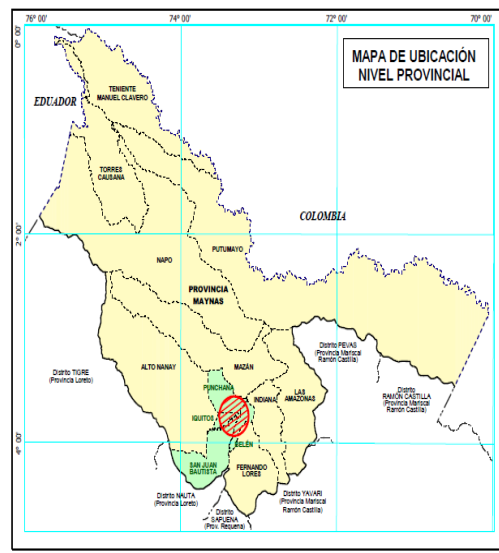 76° 00'
74° 00'
72° 00'
70° 00'
0° 00'
MAPA DE UBICACIÓN
NIVEL PROVINCIAL
TENIENTE
MANUEL CLAVERO
EDUADOR
TORRES
CAUSANA
COLOMBIA
2° 00'
PUTUMAYO
NAPO
PROVINCIA
MAYNAS
Distrito PEVAS
(Provincia Mariscal
Ramón Castilla)
Distrito TIGRE
(Provincia Loreto)
ALTO NANAY
MAZÁN
PUNCHANA
LAS
AMAZONAS
INDIANA
Distrito
RAMÓN CASTILLA
(Provincia Mariscal
Ramón Castilla)
IQUITOS
4° 00'
BELÉN
SAN JUAN
BAUTISTA
FERNANDO
LORES
Distrito NAUTA
(Provincia Loreto)
Distrito YAVARI
(Provincia Mariscal
Ramón Castilla)
Distrito
SAPUENA
(Prov. Requena)